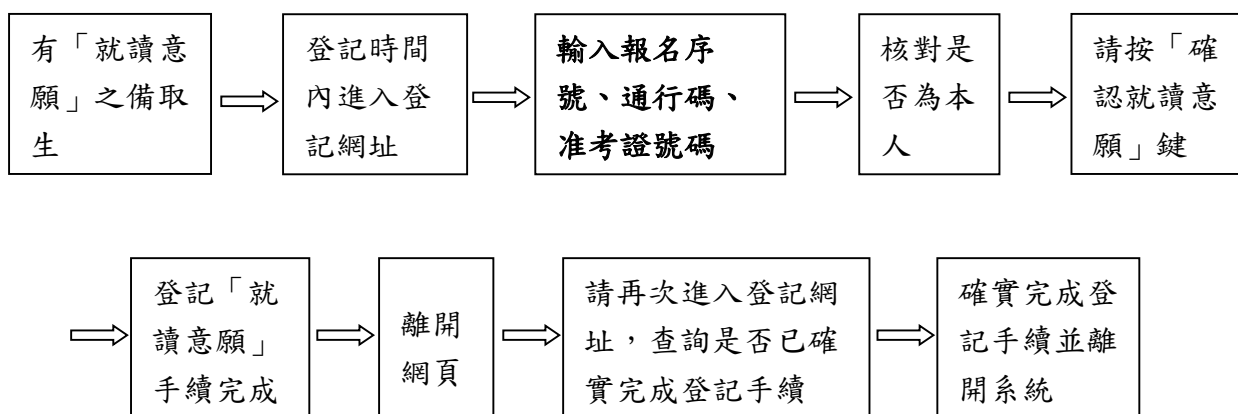 有「就讀意
願」之備取
生
登記時間
內進入登
記網址
輸入報名序
號、通行碼、
准考證號碼
核對是
否為本
人
請按「確
認就讀意
願」鍵
登記「就
讀意願」
手續完成
離開
網頁
請再次進入登記網
址，查詢是否已確
實完成登記手續
確實完成登
記手續並離
開系統